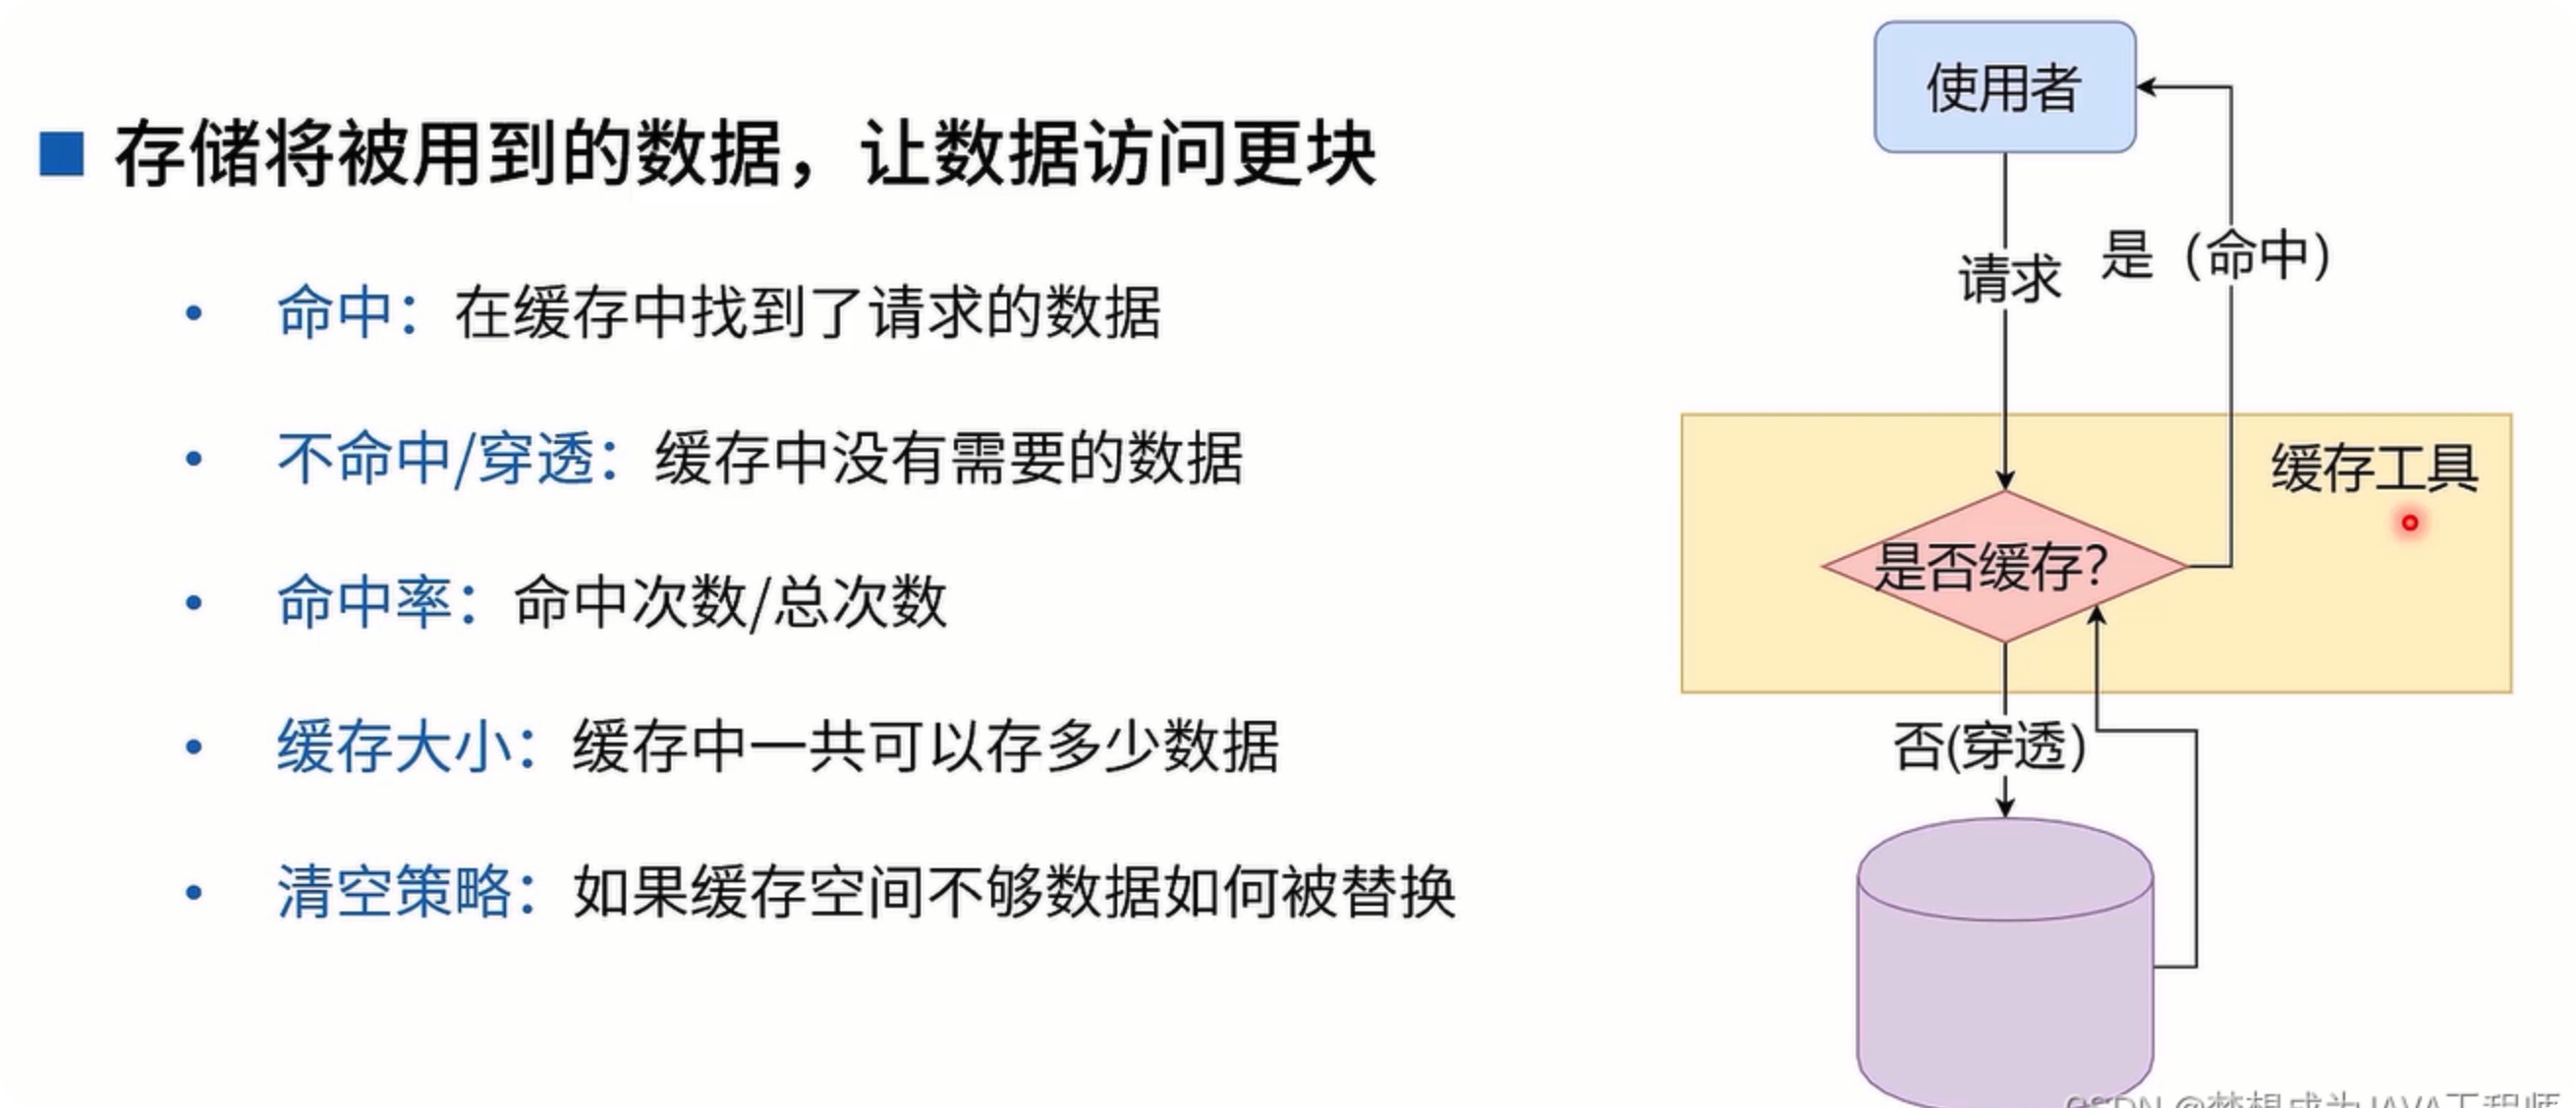 存储将被用到的数据，让数据访问更块
命中：在缓存中找到了请求的数据
不命中/穿透：缓存中没有需要的数据
命中率：命中次数/总次数
缓存大小：缓存中一共可以存多少数据
清空策略：如果缓存空间不够数据如何被替换
使用者
请求
是（命中）
缓存工具
是否缓存？
否(穿透)
CSDN @梦想成为JAVA工程师